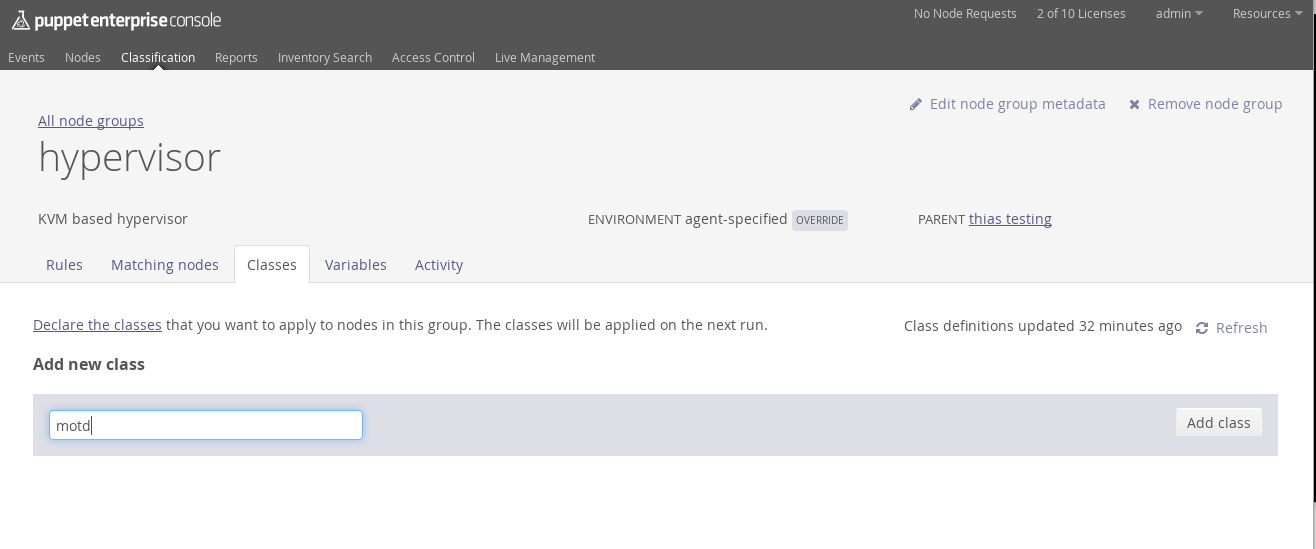 puppet enterprise console
No Node Requests 2 of 10 Licenses admin Resources
Events Nodes Classification Reports Inventory Search Access Control Live Management
Edit node group metadata Remove node group
All node groups
hypervisor
KVM based hypervisor ENVIRONMENT agent-specified OVERRIDE PARENT thias testing
Rules Matching nodes Classes Variables Activity
Declare the classes that you want to apply to nodes in this group. The classes will be applied on the next run. Class definitions updated 32 minutes ago Refresh
Add new class
motd Add class